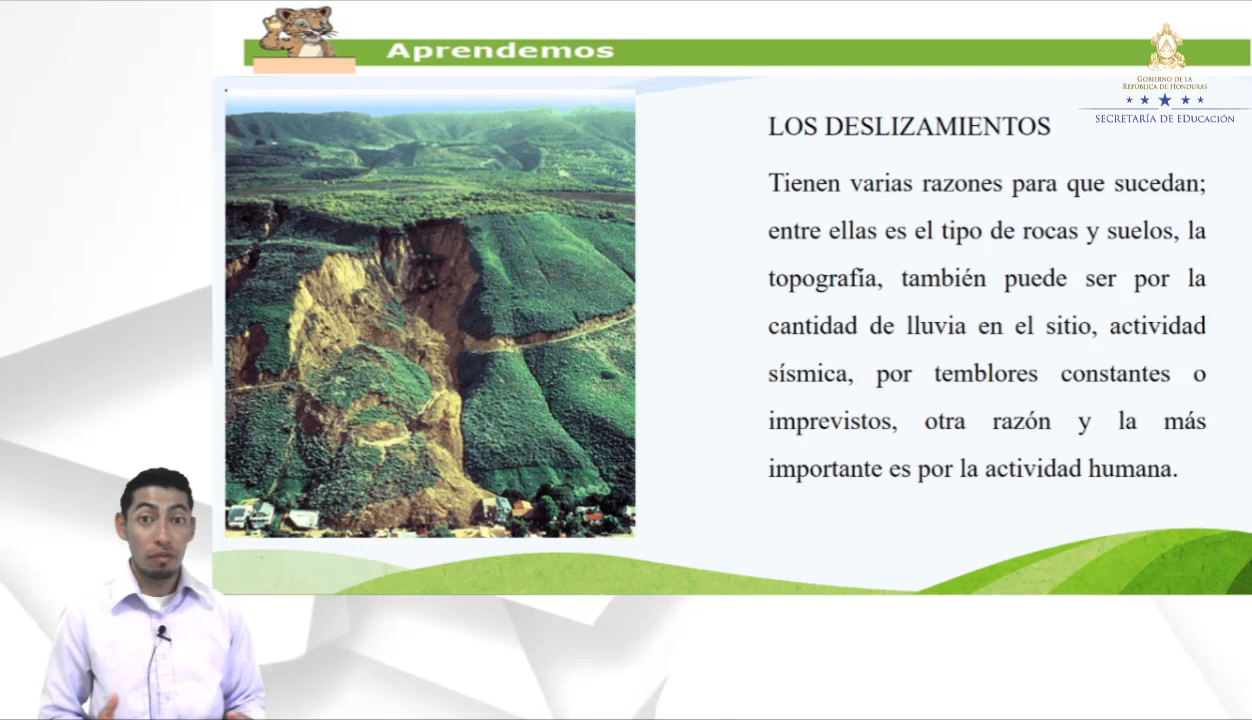 Aprendemos
GOBIERNO DE LA
REPÚBLICA DE HONDURAS
SECRETARÍA DE EDUCACIÓN
LOS DESLIZAMIENTOS
Tienen varias razones para que sucedan;
entre ellas es el tipo de rocas y suelos, la
topografía, también puede ser por la
cantidad de lluvia en el sitio, actividad
sísmica, por temblores constantes o
imprevistos, otra razón y la más
importante es por la actividad humana.